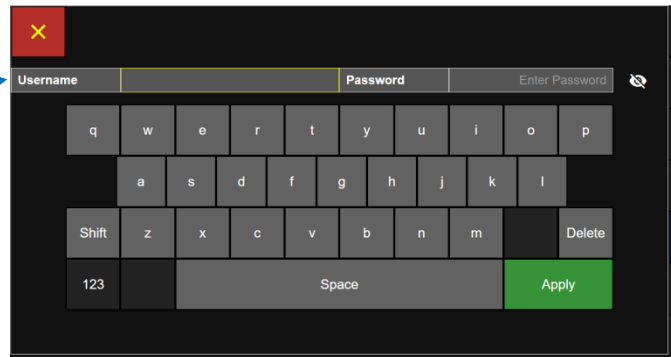 Username Password Enter Password
q w e r t y u i o p
a s d f g h j k l
Shift z x c v b n m Delete
123 Space Apply